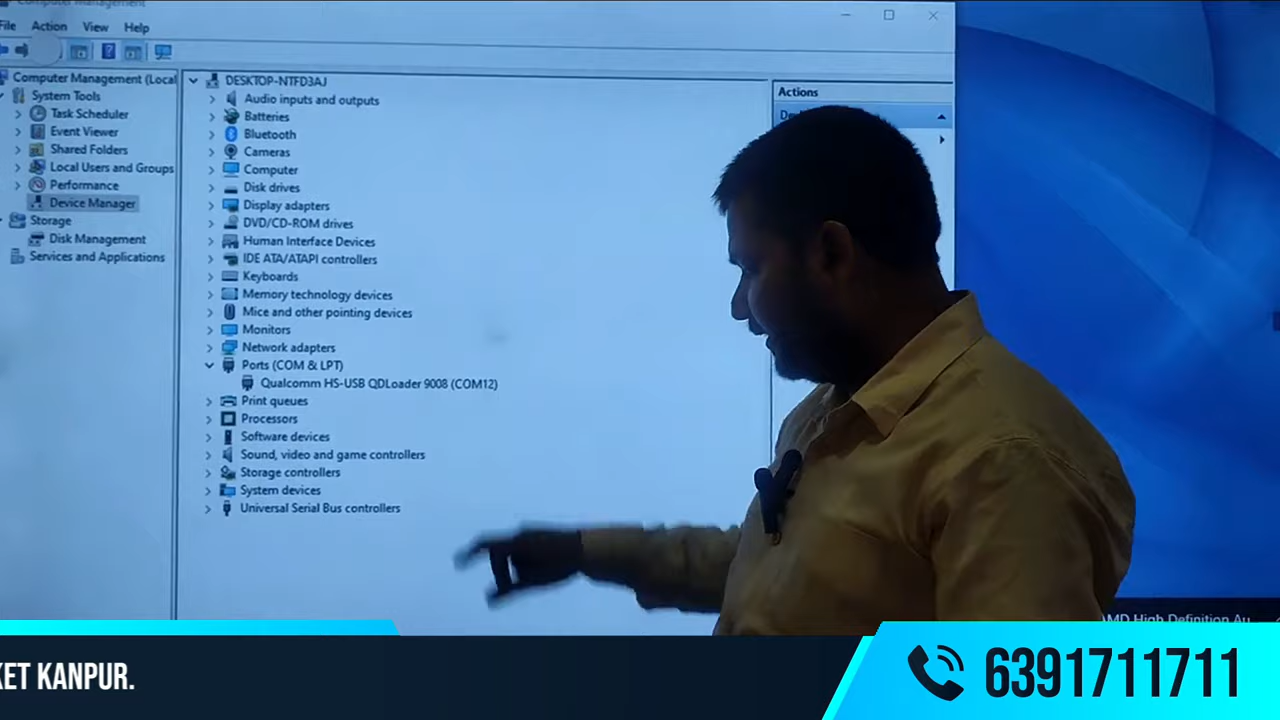 Computer Management
File Action View Help
Computer Management (Local
System Tools
Task Scheduler
Event Viewer
Shared Folders
Local Users and Groups
Performance
Device Manager
Storage
Disk Management
Services and Applications
DESKTOP-NTFD3AJ
Audio inputs and outputs
Batteries
Bluetooth
Cameras
Computer
Disk drives
Display adapters
DVD/CD-ROM drives
Human Interface Devices
IDE ATA/ATAPI controllers
Keyboards
Memory technology devices
Mice and other pointing devices
Monitors
Network adapters
Ports (COM & LPT)
Qualcomm HS-USB QDLoader 9008 (COM12)
Print queues
Processors
Software devices
Sound, video and game controllers
Storage controllers
System devices
Universal Serial Bus controllers
Actions
AMD High Definition Au
KET KANPUR.
6391711711